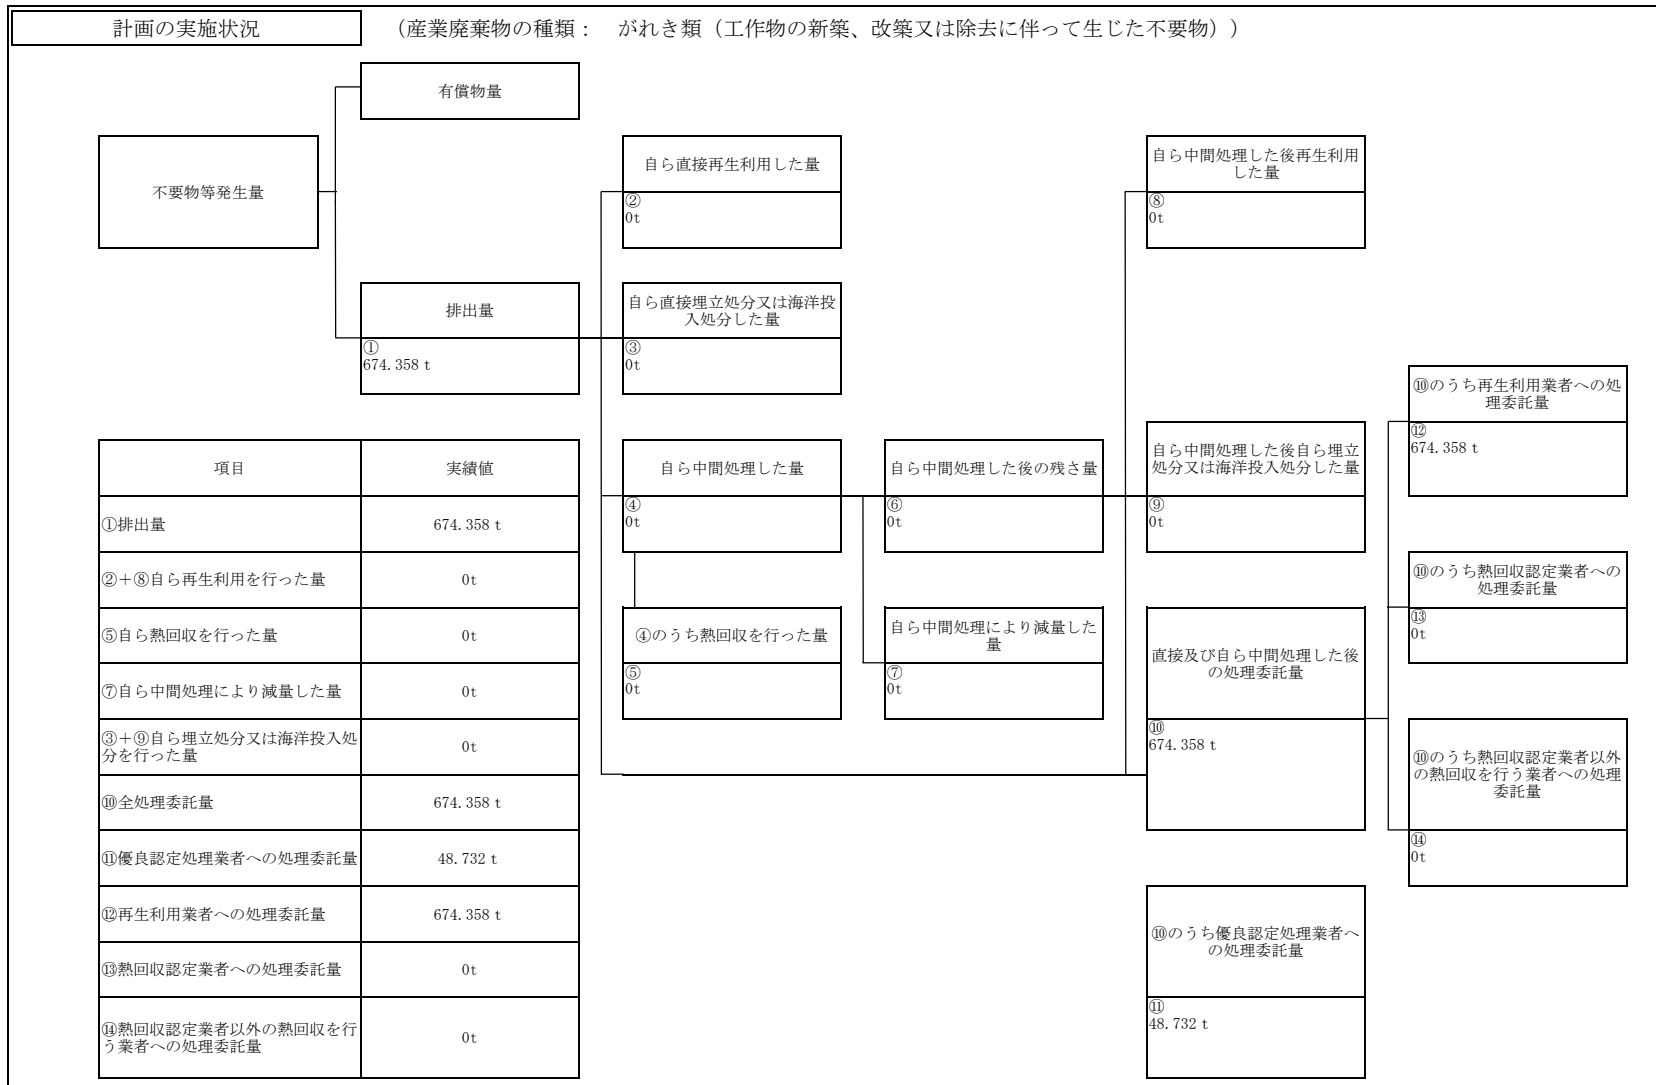 計画の実施状況
（産業廃棄物の種類：　がれき類（工作物の新築、改築又は除去に伴って生じた不要物））
有償物量
不要物等発生量
自ら直接再生利用した量
②
0t
自ら中間処理した後再生利用
した量
⑧
0t
排出量
①
674.358 t
自ら直接埋立処分又は海洋投
入処分した量
③
0t
⑩のうち再生利用業者への処
理委託量
⑫
674.358 t
自ら中間処理した量
④
0t
自ら中間処理した後の残さ量
⑥
0t
自ら中間処理した後自ら埋立
処分又は海洋投入処分した量
⑨
0t
⑩のうち熱回収認定業者への
処理委託量
⑬
0t
④のうち熱回収を行った量
⑤
0t
自ら中間処理により減量した
量
⑦
0t
直接及び自ら中間処理した後
の処理委託量
⑩
674.358 t
⑩のうち熱回収認定業者以外
の熱回収を行う業者への処理
委託量
⑭
0t
⑩のうち優良認定処理業者へ
の処理委託量
⑪
48.732 t
項目 実績値
①排出量 674.358 t
②＋⑧自ら再生利用を行った量 0t
⑤自ら熱回収を行った量 0t
⑦自ら中間処理により減量した量 0t
③＋⑨自ら埋立処分又は海洋投入処
分を行った量 0t
⑩全処理委託量 674.358 t
⑪優良認定処理業者への処理委託量 48.732 t
⑫再生利用業者への処理委託量 674.358 t
⑬熱回収認定業者への処理委託量 0t
⑭熱回収認定業者以外の熱回収を行
う業者への処理委託量 0t